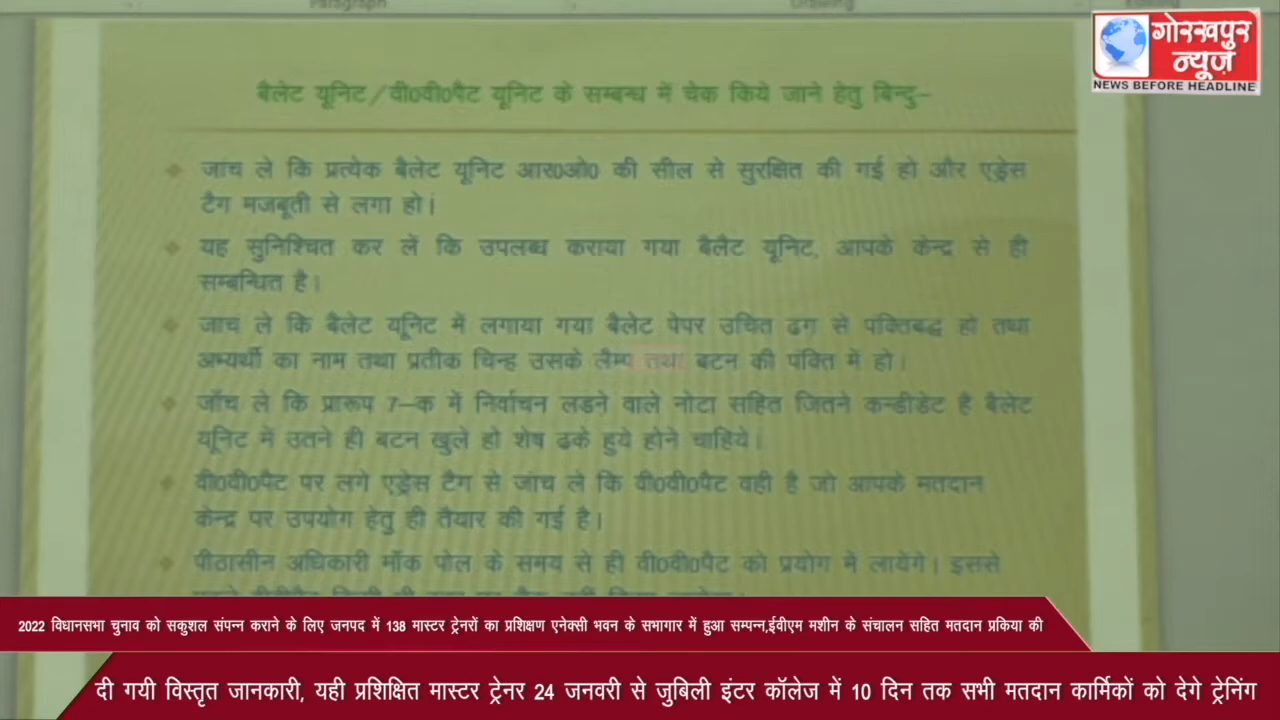 Paragraph
Drawing
गोरखपुर
न्यूज़
NEWS BEFORE HEADLINE
बैलेट यूनिट/वी0वी0पैट यूनिट के सम्बन्ध में चेक किये जाने हेतु बिन्दु–
जांच ले कि प्रत्येक बैलेट यूनिट आर0ओ0 की सील से सुरक्षित की गई हो और एड्रेस
टैग मजबूती से लगा हो।
यह सुनिश्चित कर लें कि उपलब्ध कराया गया बैलैट यूनिट, आपके केन्द्र से ही
सम्बन्धित है।
जांच ले कि बैलेट यूनिट में लगाया गया बैलेट पेपर उचित ढग से पंक्तिबद्ध हो तथा
अभ्यर्थी का नाम तथा प्रतीक चिन्ह उसके लैम्प तथा बटन की पंक्ति में हो।
जाँच ले कि प्रारूप 7–क में निर्वाचन लडने वाले नोटा सहित जितने कन्डीडेट है बैलेट
यूनिट में उतने ही बटन खुले हो शेष ढके हुये होने चाहिये।
वी0वी0पैट पर लगे एड्रेस टैग से जांच ले कि वी0वी0पैट वही है जो आपके मतदान
केन्द्र पर उपयोग हेतु ही तैयार की गई है।
पीठासीन अधिकारी मॉक पोल के समय से ही वी0वी0पैट को प्रयोग मे लायेंगे। इससे
2022 विधानसभा चुनाव को सकुशल संपन्न कराने के लिए जनपद में 138 मास्टर ट्रेनरों का प्रशिक्षण एनेक्सी भवन के सभागार में हुआ सम्पन्न,ईवीएम मशीन के संचालन सहित मतदान प्रकिया की
दी गयी विस्तृत जानकारी, यही प्रशिक्षित मास्टर ट्रेनर 24 जनवरी से जुबिली इंटर कॉलेज में 10 दिन तक सभी मतदान कार्मिकों को देगे ट्रेनिंग